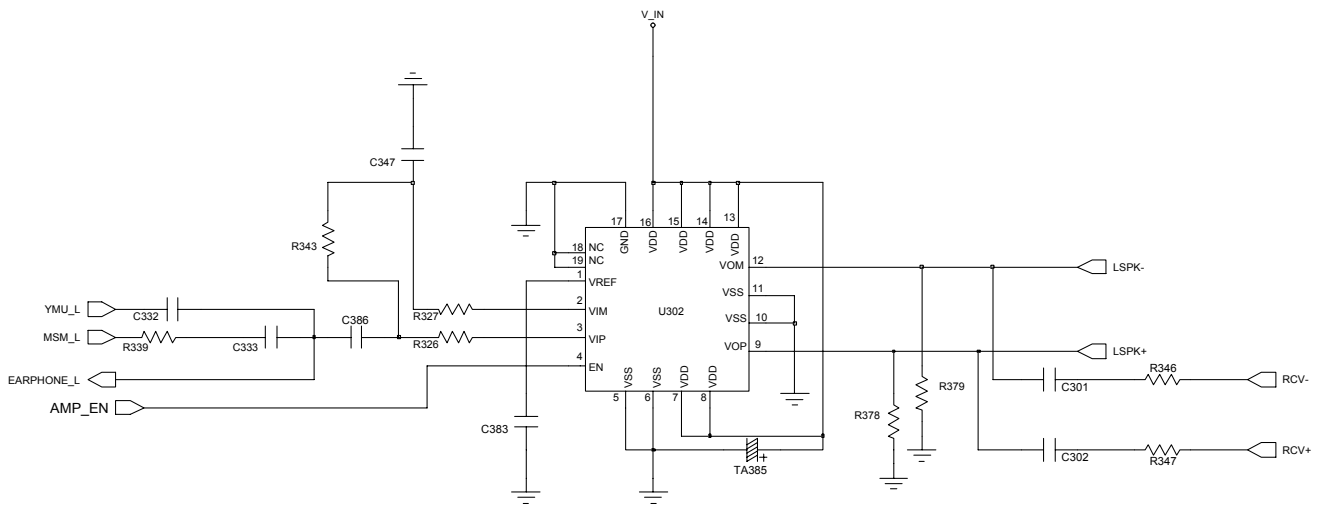 V_IN
C347
R343
17
16
15
14
13
GND
VDD
VDD
VDD
VDD
18
NC
19
NC
1
VREF
2
VIM
3
VIP
4
EN
U302
VOM
12
VSS
11
VSS
10
VOP
9
VSS
VSS
VDD
VDD
5
6
7
8
YMU_L
C332
MSM_L
R339
C333
C386
R327
R326
EARPHONE_L
AMP_EN
C383
TA385
+
LSPK-
LSPK+
R379
R378
C301
R346
RCV-
C302
R347
RCV+